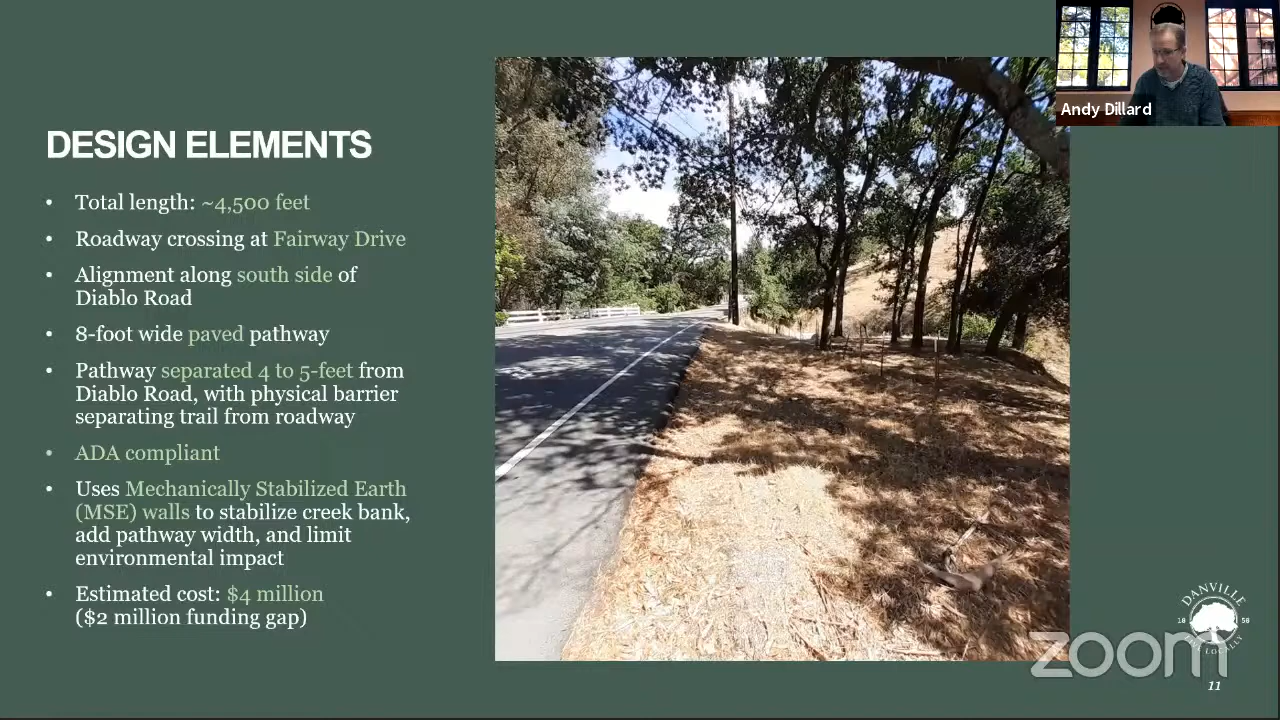 Andy Dillard
DESIGN ELEMENTS
• Total length: ~4,500 feet
• Roadway crossing at Fairway Drive
• Alignment along south side of
Diablo Road
• 8-foot wide paved pathway
• Pathway separated 4 to 5-feet from
Diablo Road, with physical barrier
separating trail from roadway
• ADA compliant
• Uses Mechanically Stabilized Earth
(MSE) walls to stabilize creek bank,
add pathway width, and limit
environmental impact
• Estimated cost: $4 million
($2 million funding gap)
DANVILLE
18 58
LOCALLY
zoom
11